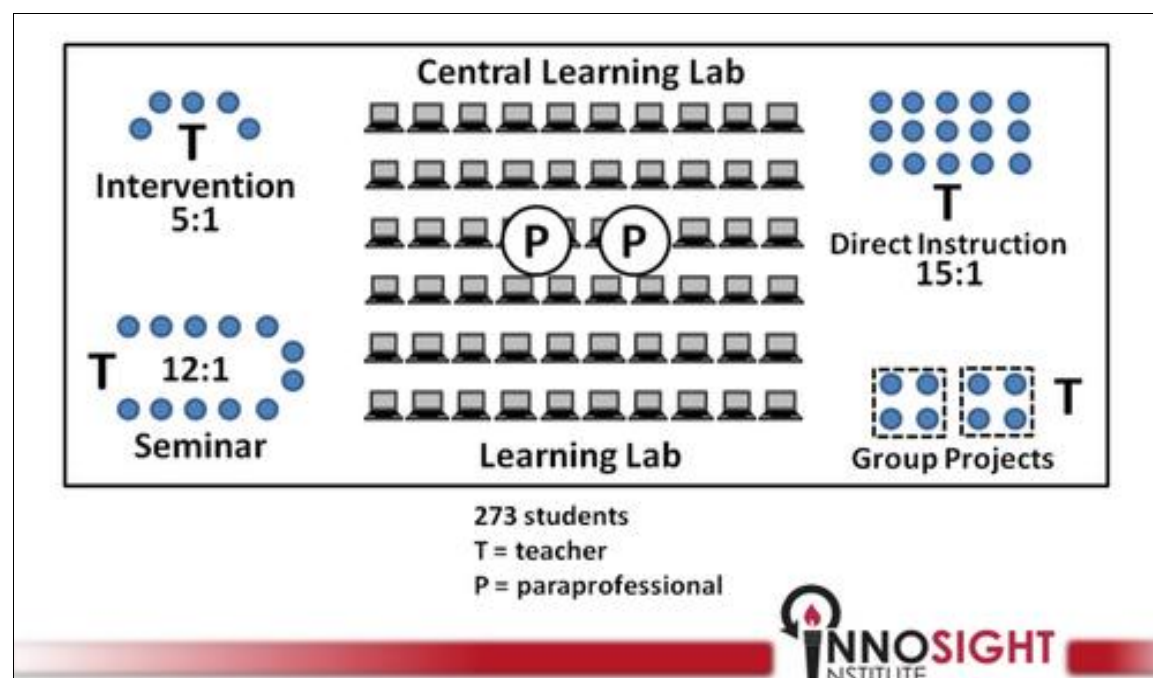 Central Learning Lab
T
Intervention
5:1
P
P
T
Direct Instruction
15:1
T
12:1
Seminar
Learning Lab
T
Group Projects
273 students
T = teacher
P = paraprofessional
INNOSIGHT
INSTITUTE